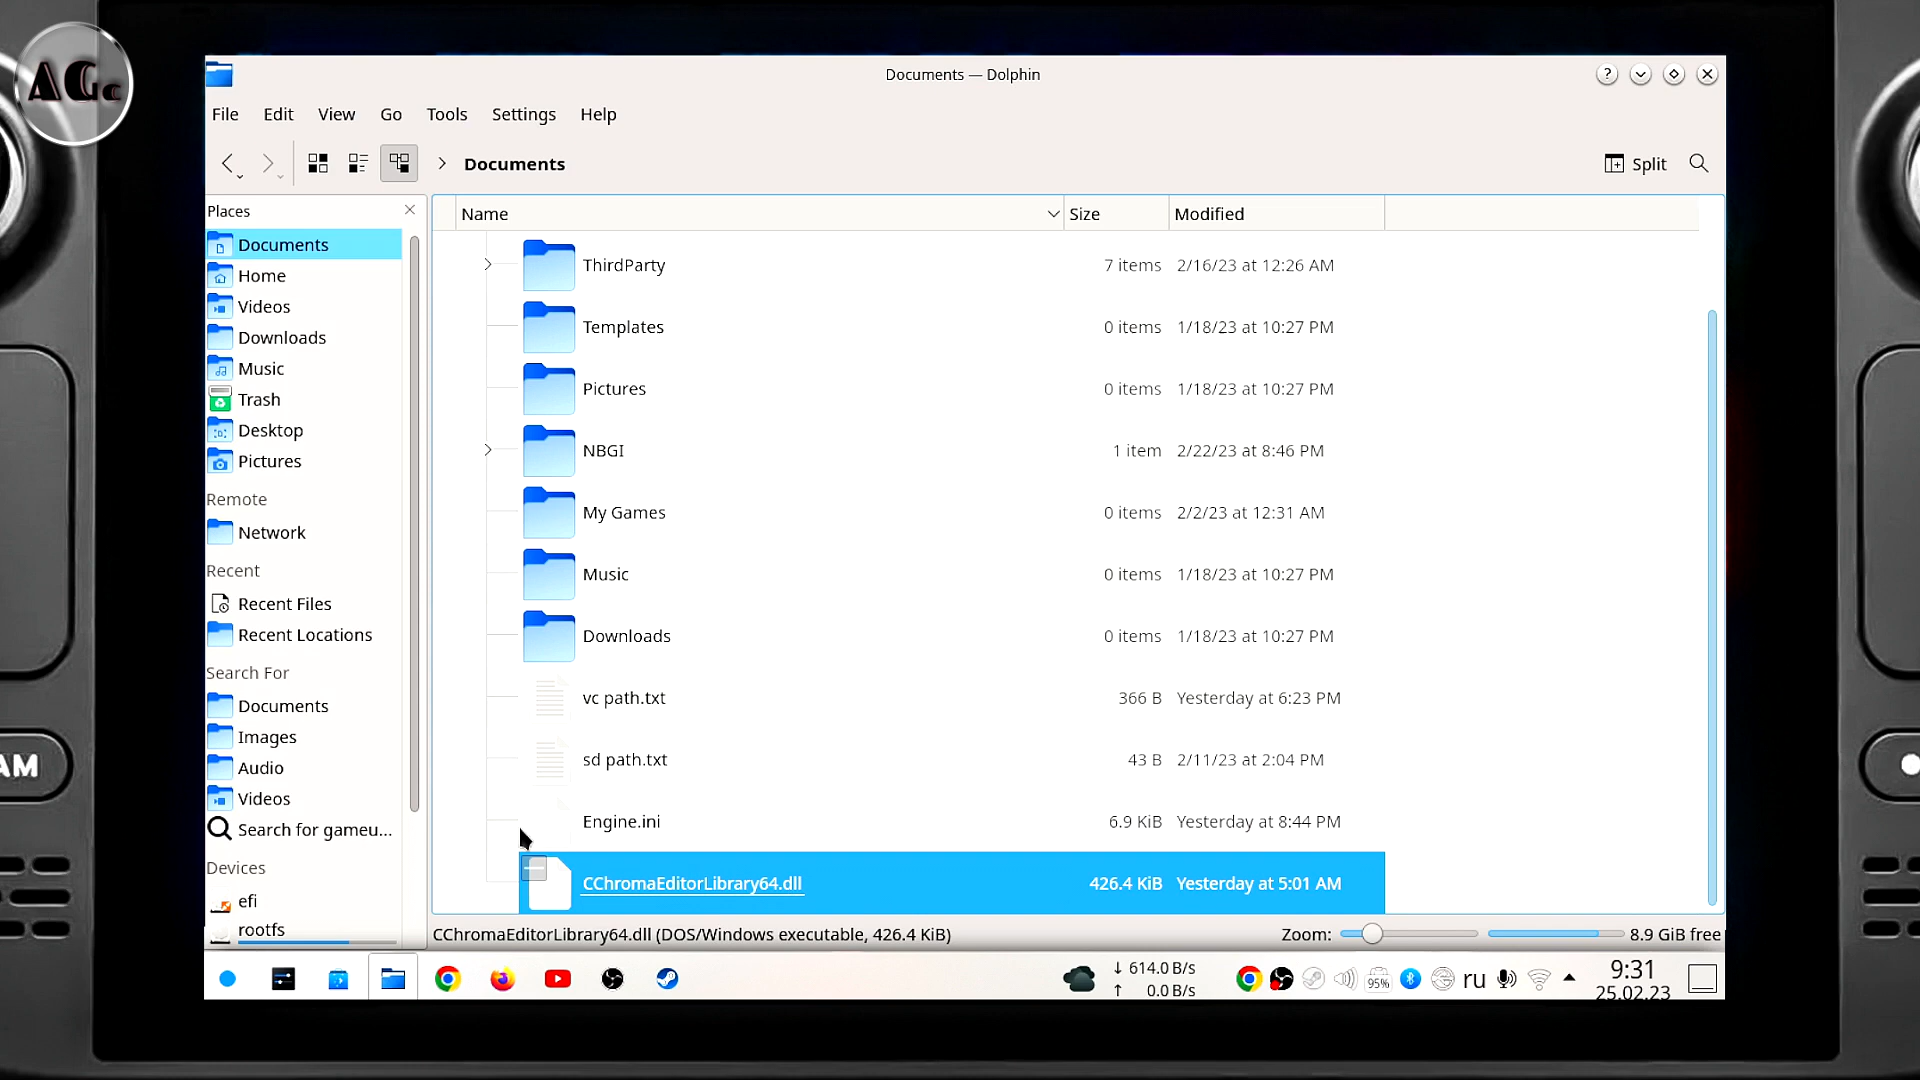 AGc
Documents — Dolphin
File Edit View Go Tools Settings Help
Documents
Split
Places
Documents
Home
Videos
Downloads
Music
Trash
Desktop
Pictures
Remote
Network
Recent
Recent Files
Recent Locations
Search For
Documents
Images
Audio
Videos
Search for gameu...
Devices
efi
rootfs
Name Size Modified
ThirdParty 7 items 2/16/23 at 12:26 AM
Templates 0 items 1/18/23 at 10:27 PM
Pictures 0 items 1/18/23 at 10:27 PM
NBGI 1 item 2/22/23 at 8:46 PM
My Games 0 items 2/2/23 at 12:31 AM
Music 0 items 1/18/23 at 10:27 PM
Downloads 0 items 1/18/23 at 10:27 PM
vc path.txt 366 B Yesterday at 6:23 PM
sd path.txt 43 B 2/11/23 at 2:04 PM
Engine.ini 6.9 KiB Yesterday at 8:44 PM
CChromaEditorLibrary64.dll 426.4 KiB Yesterday at 5:01 AM
CChromaEditorLibrary64.dll (DOS/Windows executable, 426.4 KiB) Zoom: 8.9 GiB free
AM
↓ 614.0 B/s
↑ 0.0 B/s
95%
ru
9:31
25.02.23